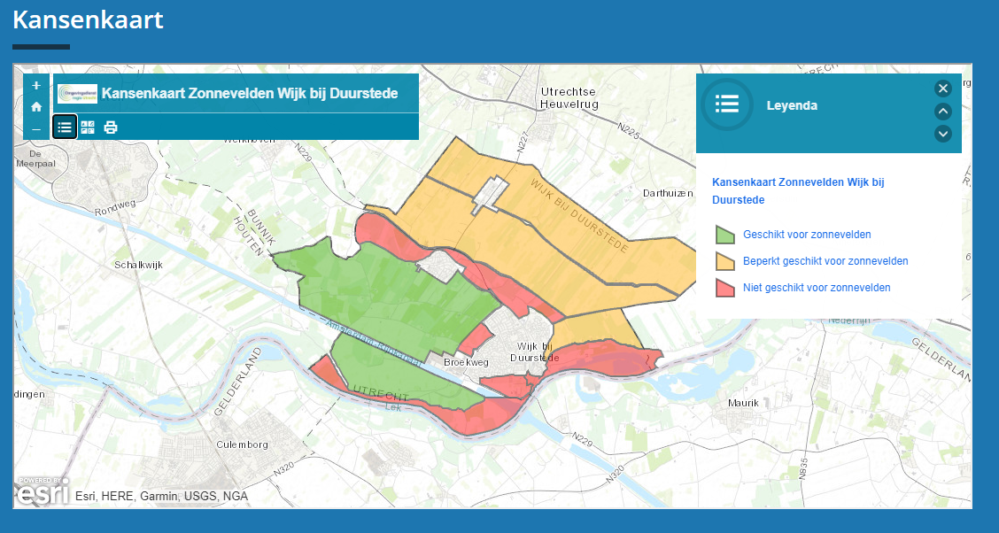 Kansenkaart
+
Kansenkaart Zonnevelden Wijk bij Duurstede
−
Leyenda
Kansenkaart Zonnevelden Wijk bij
Duurstede
Geschikt voor zonnevelden
Beperkt geschikt voor zonnevelden
Niet geschikt voor zonnevelden
Utrechtse
Heuvelrug
N227
N225
N229
De
Meerpaal
Rondweg
BUNNIK
HOUTEN
Darthuizen
WIJK BIJ DUURSTEDE
Schalkwijk
Amsterdam-Rijnkanaal
Wijk bij
Duurstede
Broekweg
Nederrijn
GELDERLAND
GELDERLAN
UTRECHT
Lek
dingen
Maurik
Culemborg
N229
N320
N320
N835
POWERED BY
esri
Esri, HERE, Garmin, USGS, NGA